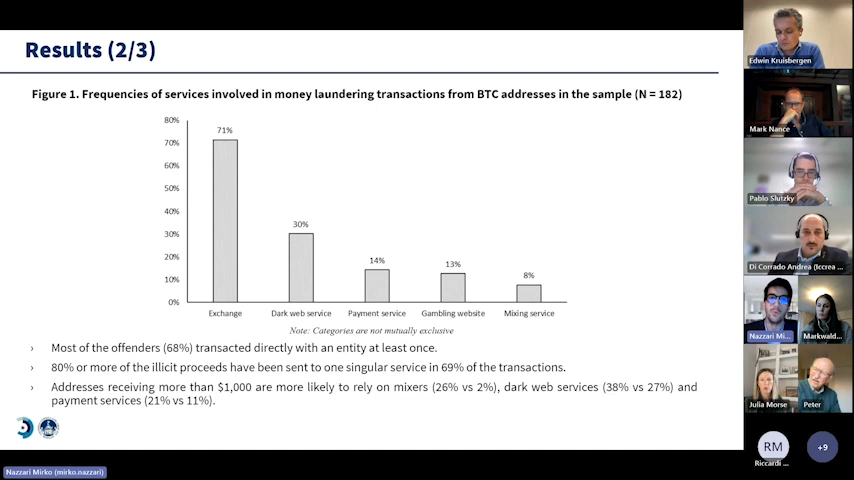 Results (2/3)
Figure 1. Frequencies of services involved in money laundering transactions from BTC addresses in the sample (N = 182)
80%
70%
60%
50%
40%
30%
20%
10%
0%
71%
30%
14%
13%
8%
Exchange
Dark web service
Payment service
Gambling website
Mixing service
Note: Categories are not mutually exclusive
› Most of the offenders (68%) transacted directly with an entity at least once.
› 80% or more of the illicit proceeds have been sent to one singular service in 69% of the transactions.
› Addresses receiving more than $1,000 are more likely to rely on mixers (26% vs 2%), dark web services (38% vs 27%) and
payment services (21% vs 11%).
Nazzari Mirko (mirko.nazzari)
Edwin Kruisbergen
Mark Nance
Pablo Slutzky
Di Corrado Andrea (Iccrea ...
Nazzari Mi...
Markwald...
Julia Morse
Peter
RM
Riccardi ...
+9